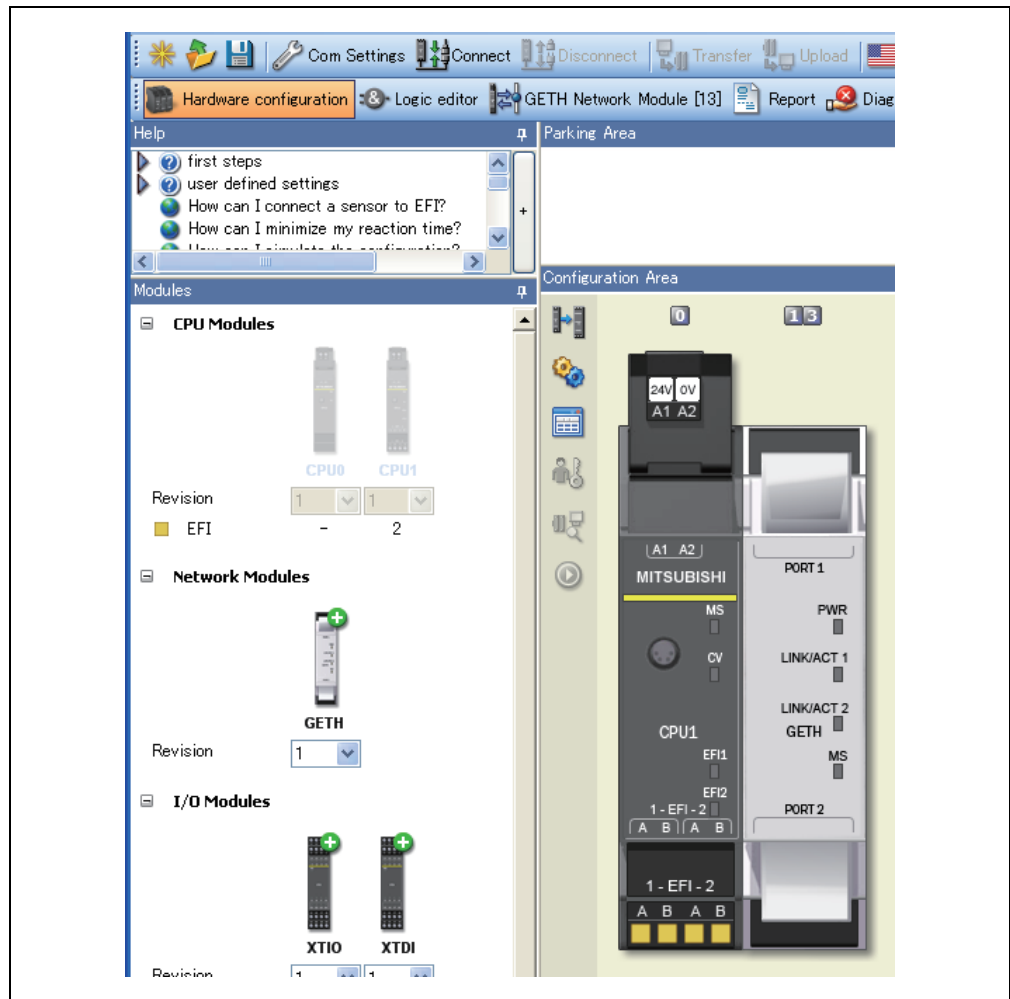 Com Settings Connect Disconnect Transfer Upload
Hardware configuration Logic editor GETH Network Module [13] Report Diag
Help
first steps
user defined settings
How can I connect a sensor to EFI?
How can I minimize my reaction time?
+
Parking Area
Modules
CPU Modules
CPU0 CPU1
Revision 1 1
EFI - 2
Network Modules
GETH
Revision 1
I/O Modules
XTIO XTDI
Revision 1 1
Configuration Area
0 13
24V 0V
A1 A2
A1 A2
MITSUBISHI
MS
CV
CPU1
EFI1
EFI2
1 - EFI - 2
A B A B
1 - EFI - 2
A B A B
PORT 1
PWR
LINK/ACT 1
LINK/ACT 2
GETH
MS
PORT 2